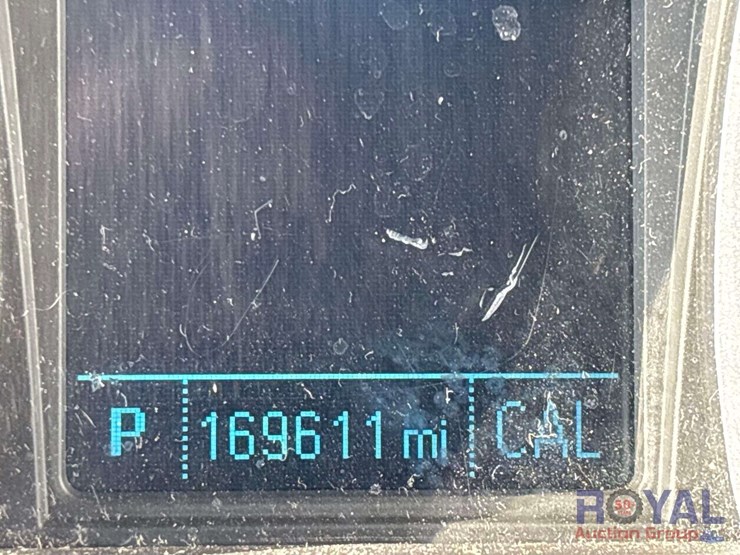 P 169611 mi CAL
ROYAL
Auction Group